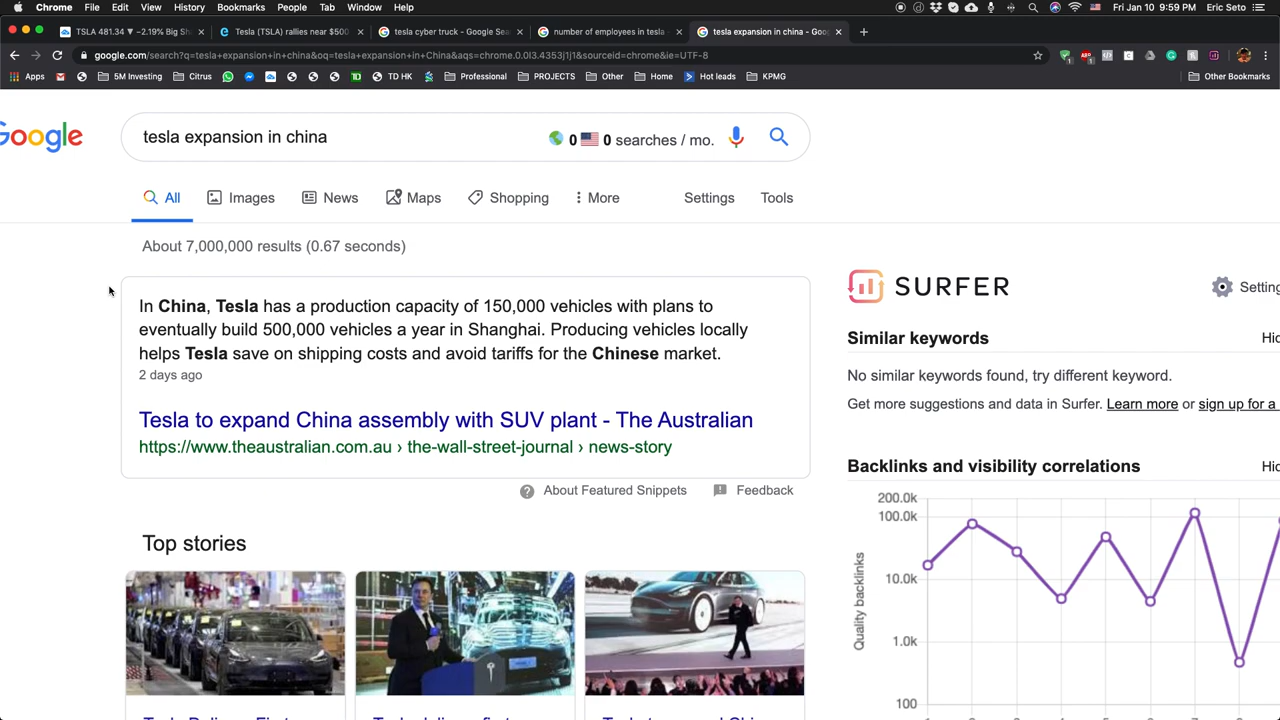 Chrome File Edit View History Bookmarks People Tab Window Help Fri Jan 10 9:59 PM Eric Seto
TSLA 481.34 ▼ −2.19% Big Sh Tesla (TSLA) rallies near $500 tesla cyber truck - Google Sea number of employees in tesla tesla expansion in china - Goo
google.com/search?q=tesla+expansion+in+china&oq=tesla+expansion+in+China&aqs=chrome.0.0l3.4353j1j1&sourceid=chrome&ie=UTF-8
Apps 5M Investing Citrus TD HK Professional PROJECTS Other Home Hot leads KPMG Other Bookmarks
Google tesla expansion in china 0 0 searches / mo.
All Images News Maps Shopping More Settings Tools
About 7,000,000 results (0.67 seconds)
In China, Tesla has a production capacity of 150,000 vehicles with plans to
eventually build 500,000 vehicles a year in Shanghai. Producing vehicles locally
helps Tesla save on shipping costs and avoid tariffs for the Chinese market.
2 days ago
Tesla to expand China assembly with SUV plant - The Australian
https://www.theaustralian.com.au › the-wall-street-journal › news-story
About Featured Snippets Feedback
Top stories
SURFER Setting
Similar keywords Hid
No similar keywords found, try different keyword.
Get more suggestions and data in Surfer. Learn more or sign up for a
Backlinks and visibility correlations Hid
200.0k
100.0k
10.0k
1.0k
100
Quality backlinks